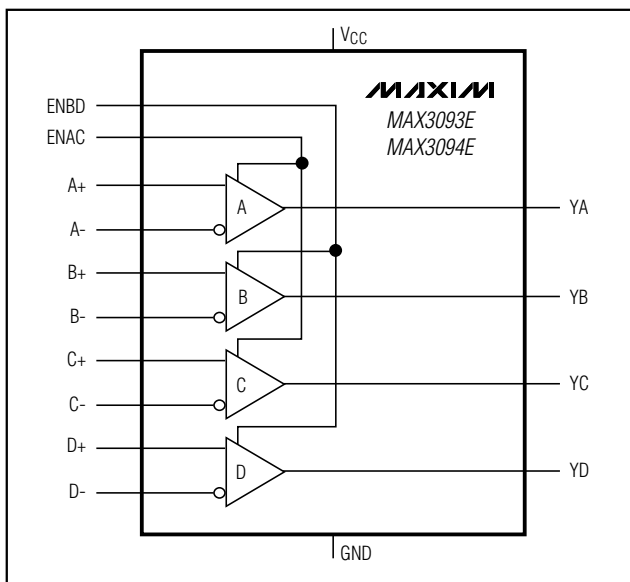 VCC
MAXIM
MAX3093E
MAX3094E
ENBD
ENAC
A+
A-
A
YA
B+
B-
B
YB
C+
C-
C
YC
D+
D-
D
YD
GND